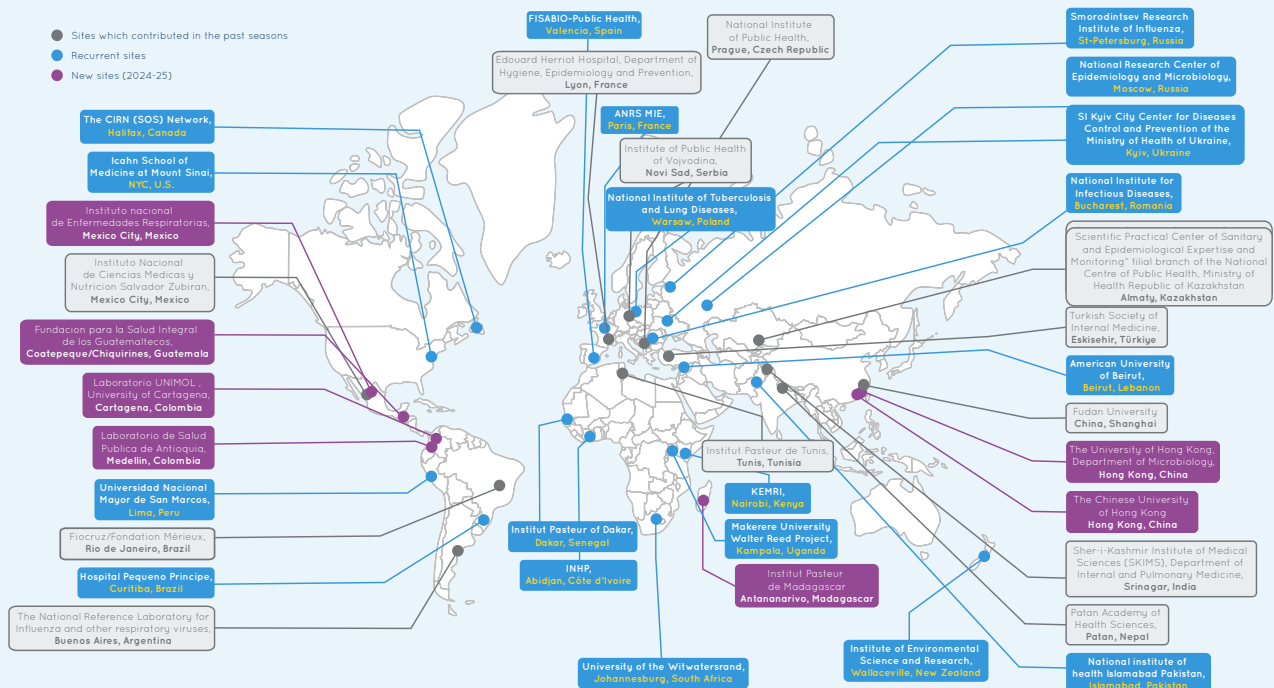 Sites which contributed in the past seasons
Recurrent sites
New sites (2024-25)
The CIRN (SOS) Network,
Halifax, Canada
Icahn School of
Medicine at Mount Sinai,
NYC, U.S.
Instituto nacional
de Enfermedades Respiratorias,
Mexico City, Mexico
Instituto Nacional
de Ciencias Medicas y
Nutricion Salvador Zubiran,
Mexico City, Mexico
Fundacion para la Salud Integral
de los Guatemaltecos,
Coatepeque/Chiquirines, Guatemala
Laboratorio UNIMOL ,
University of Cartagena,
Cartagena, Colombia
Laboratorio de Salud
Publica de Antioquia,
Medellin, Colombia
Universidad Nacional
Mayor de San Marcos,
Lima, Peru
Fiocruz/Fondation Mérieux,
Rio de Janeiro, Brazil
Hospital Pequeno Principe,
Curitiba, Brazil
The National Reference Laboratory for
Influenza and other respiratory viruses,
Buenos Aires, Argentina
FISABIO-Public Health,
Valencia, Spain
Edouard Herriot Hospital, Department of
Hygiene, Epidemiology and Prevention,
Lyon, France
National Institute
of Public Health,
Prague, Czech Republic
ANRS MIE,
Paris, France
Institute of Public Health
of Vojvodina,
Novi Sad, Serbia
National Institute of Tuberculosis
and Lung Diseases,
Warsaw, Poland
Institut Pasteur de Tunis,
Tunis, Tunisia
KEMRI,
Nairobi, Kenya
Institut Pasteur of Dakar,
Dakar, Senegal
Makerere University
Walter Reed Project,
Kampala, Uganda
INHP,
Abidjan, Côte d'Ivoire
Institut Pasteur
de Madagascar
Antananarivo, Madagascar
University of the Witwatersrand,
Johannesburg, South Africa
Institute of Environmental
Science and Research,
Wallaceville, New Zealand
Smorodintsev Research
Institute of Influenza,
St-Petersburg, Russia
National Research Center of
Epidemiology and Microbiology,
Moscow, Russia
SI Kyiv City Center for Diseases
Control and Prevention of the
Ministry of Health of Ukraine,
Kyiv, Ukraine
National Institute for
Infectious Diseases,
Bucharest, Romania
Scientific Practical Center of Sanitary
and Epidemiological Expertise and
Monitoring" filial branch of the National
Centre of Public Health, Ministry of
Health Republic of Kazakhstan
Almaty, Kazakhstan
Turkish Society of
Internal Medicine,
Eskisehir, Türkiye
American University
of Beirut,
Beirut, Lebanon
Fudan University
China, Shanghai
The University of Hong Kong,
Department of Microbiology,
Hong Kong, China
The Chinese University
of Hong Kong
Hong Kong, China
Sher-i-Kashmir Institute of Medical
Sciences (SKIMS), Department of
Internal and Pulmonary Medicine,
Srinagar, India
Patan Academy of
Health Sciences,
Patan, Nepal
National institute of
health Islamabad Pakistan,
Islamabad, Pakistan